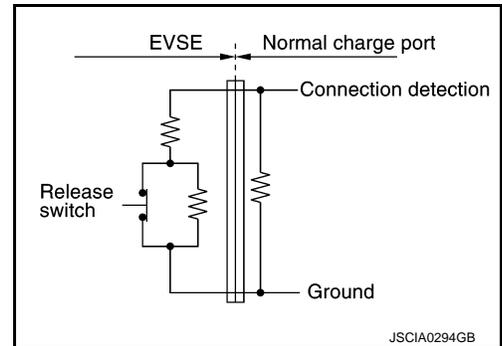 EVSE
Normal charge port
Connection detection
Release
switch
Ground
JSCIA0294GB